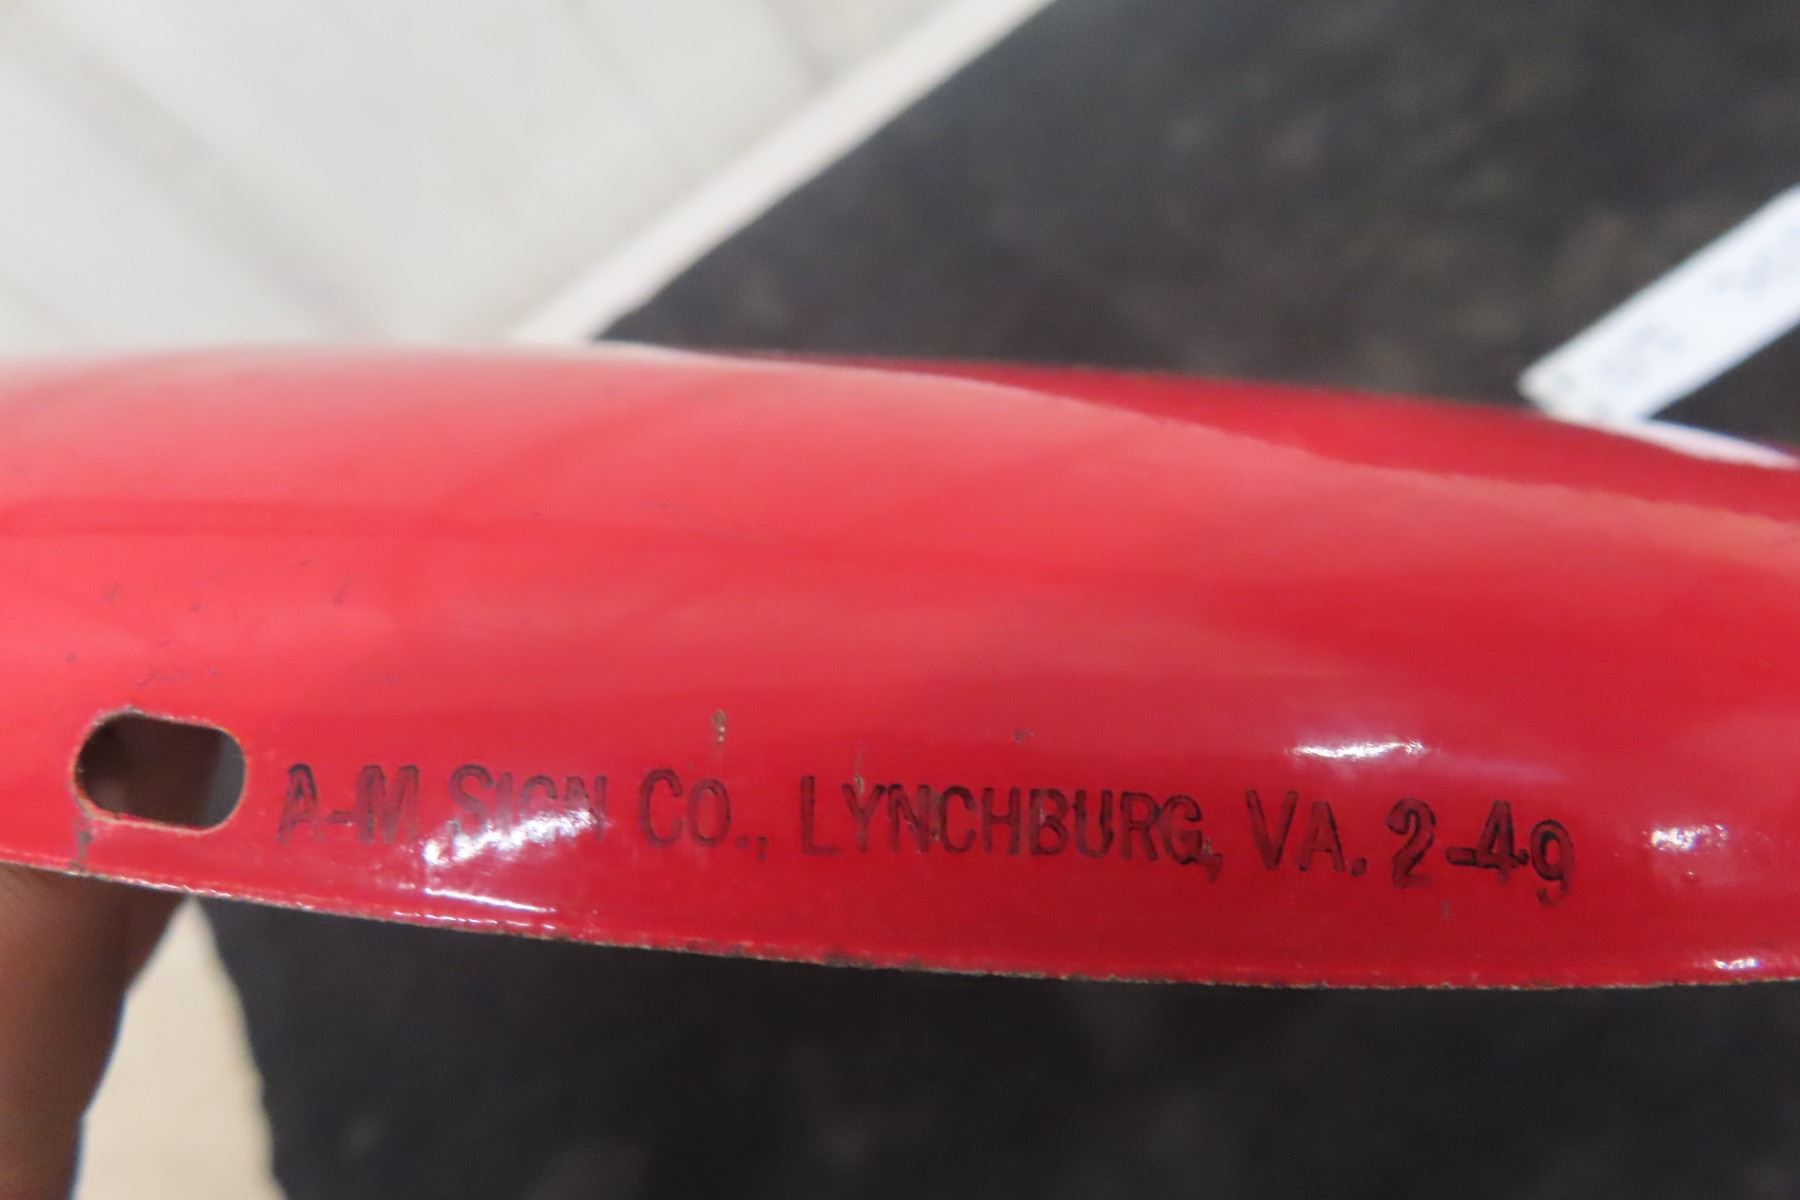 A-M SIGN CO., LYNCHBURG, VA. 2-49